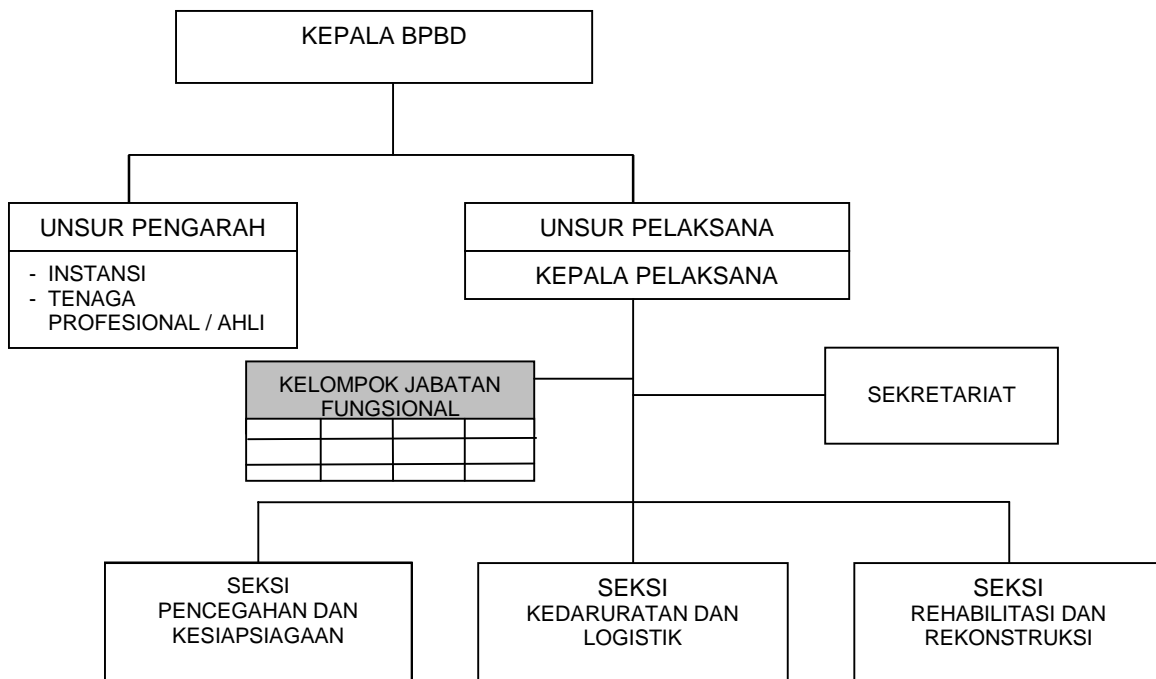 KEPALA BPBD
UNSUR PENGARAH
- INSTANSI
- TENAGA
PROFESIONAL / AHLI
UNSUR PELAKSANA
KEPALA PELAKSANA
KELOMPOK JABATAN
FUNGSIONAL
SEKRETARIAT
SEKSI
PENCEGAHAN DAN
KESIAPSIAGAAN
SEKSI
KEDARURATAN DAN
LOGISTIK
SEKSI
REHABILITASI DAN
REKONSTRUKSI